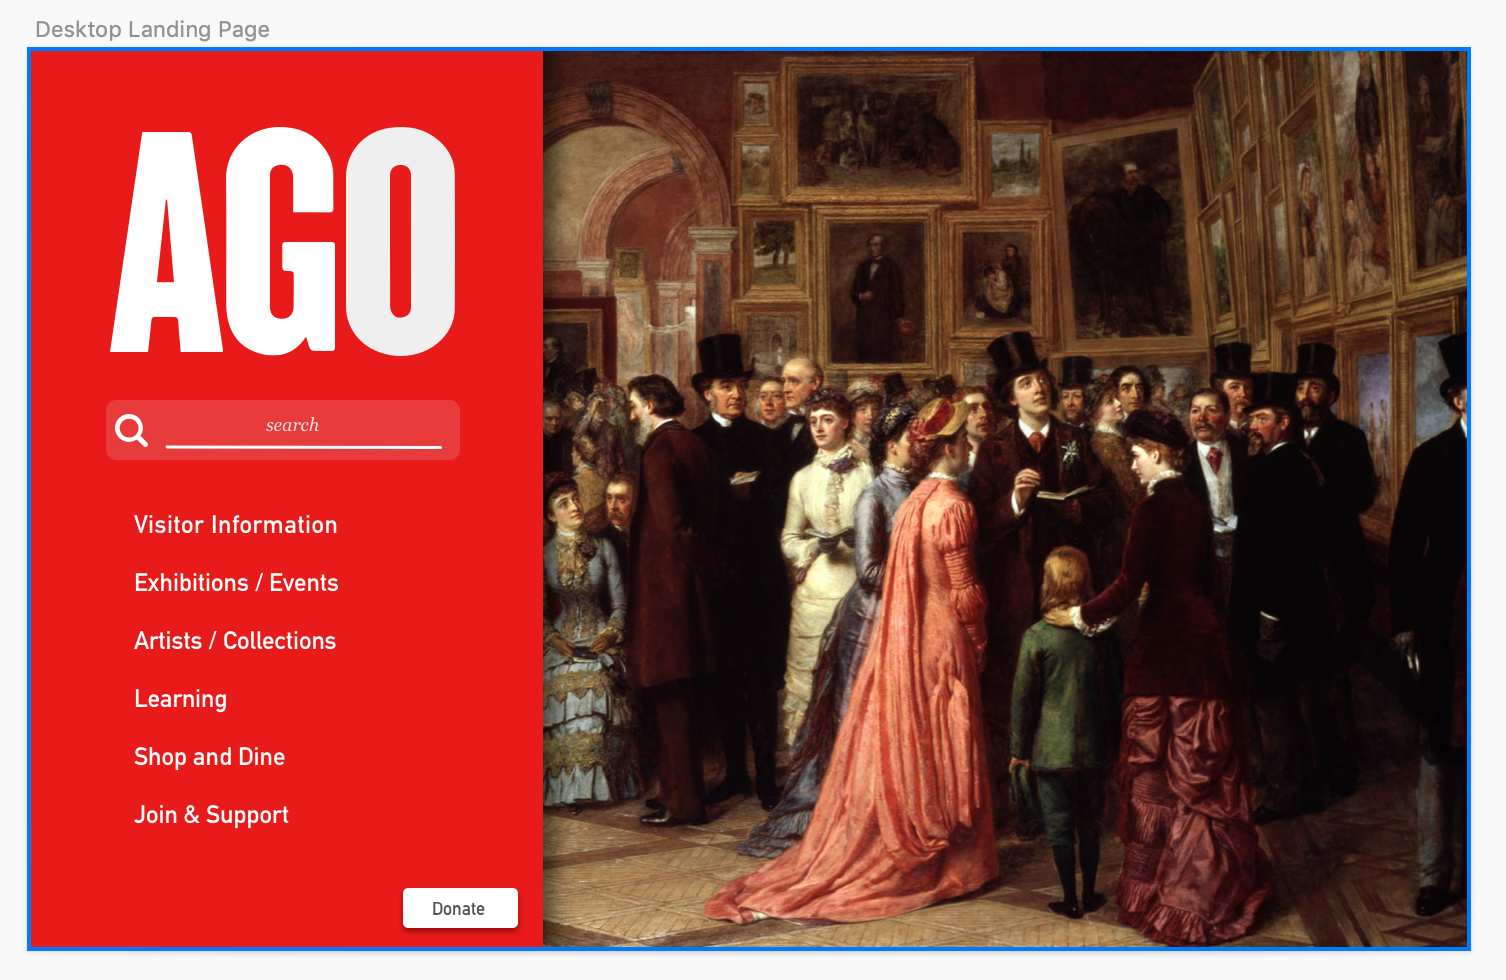 Desktop Landing Page
AGO
search
Visitor Information
Exhibitions / Events
Artists / Collections
Learning
Shop and Dine
Join & Support
Donate